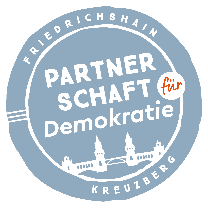 FRIEDRICHSHAIN
PARTNER
SCHAFT für
Demokratie
KREUZBERG